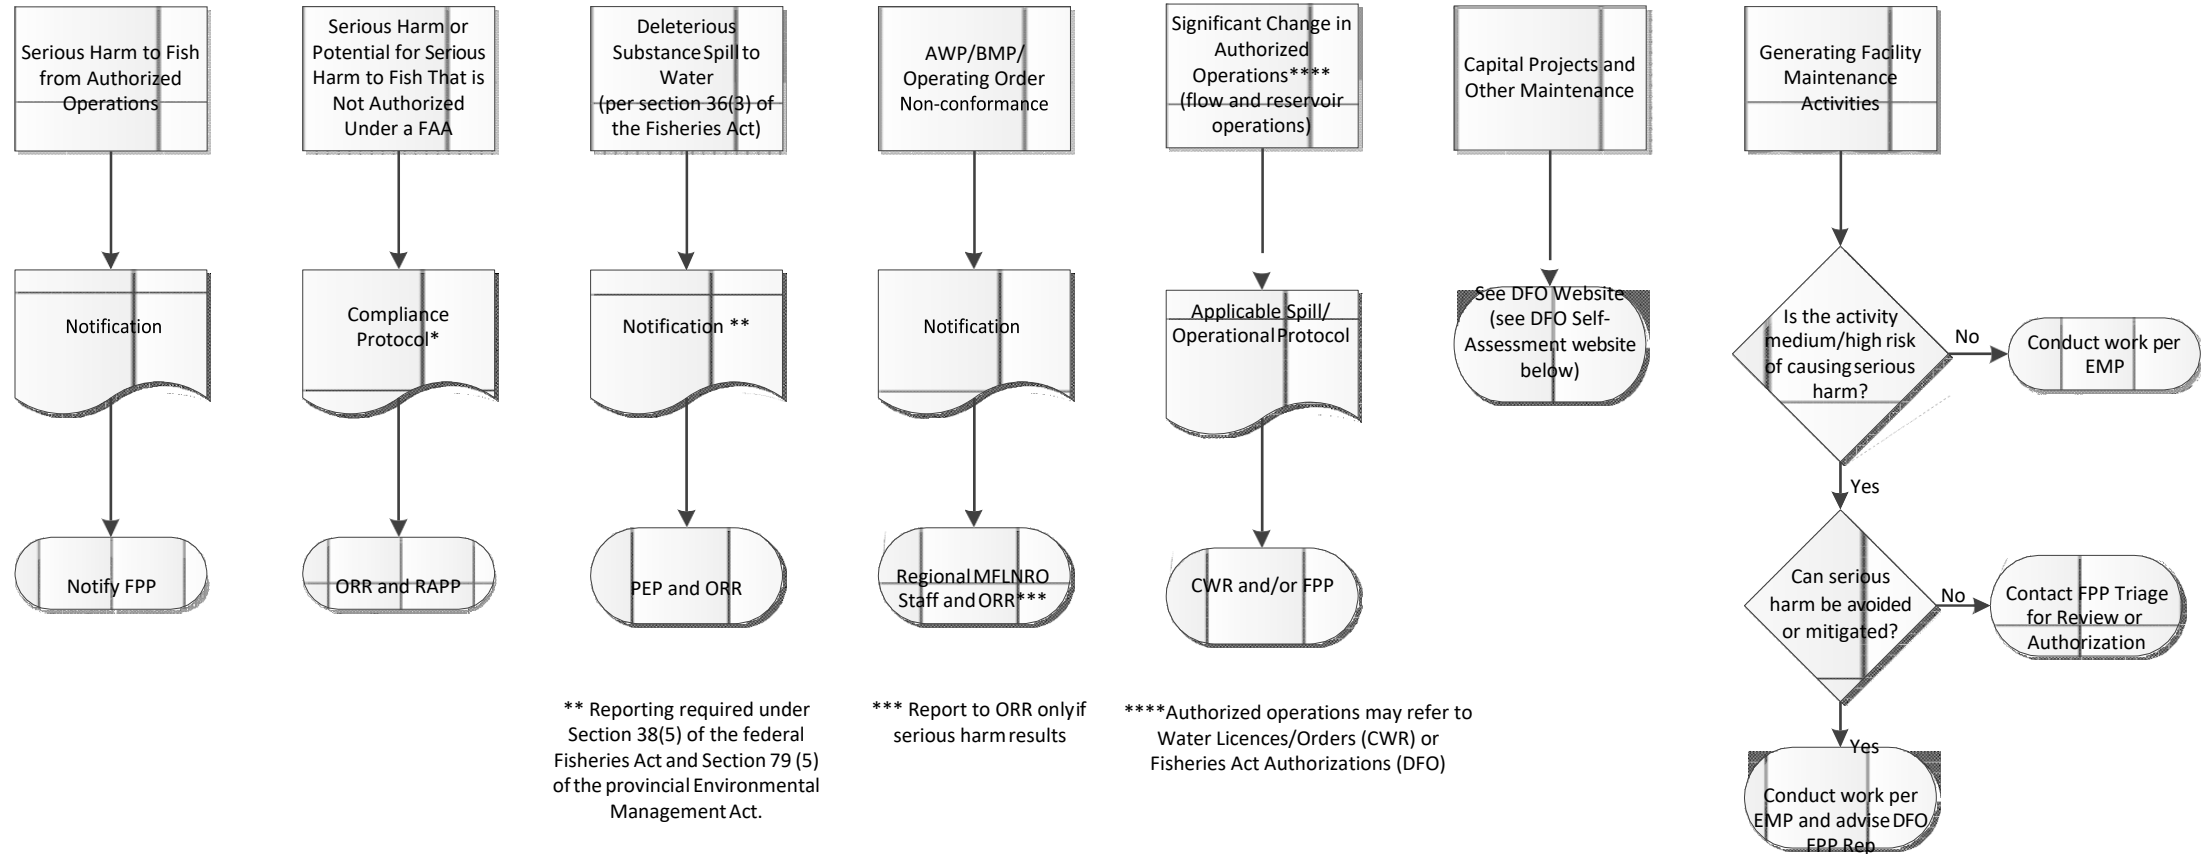 Serious Harm to Fish
from Authorized
Operations
Serious Harm or
Potential for Serious
Harm to Fish That is
Not Authorized
Under a FAA
Deleterious
Substance Spill to
Water
(per section 36(3) of
the Fisheries Act)
AWP/BMP/
Operating Order
Non-conformance
Significant Change in
Authorized
Operations****
(flow and reservoir
operations)
Capital Projects and
Other Maintenance
Generating Facility
Maintenance
Activities
Notification
Compliance
Protocol*
Notification **
Notification
Applicable Spill/
Operational Protocol
See DFO Website
(see DFO Self-
Assessment website
below)
Is the activity
medium/high risk
of causing serious
harm?
No
Conduct work per
EMP
Yes
Notify FPP
ORR and RAPP
PEP and ORR
Regional MFLNRO
Staff and ORR***
CWR and/or FPP
Can serious
harm be avoided
or mitigated?
No
Contact FPP Triage
for Review or
Authorization
Yes
Conduct work per
EMP and advise DFO
FPP Rep
** Reporting required under
Section 38(5) of the federal
Fisheries Act and Section 79 (5)
of the provincial Environmental
Management Act.
*** Report to ORR only if
serious harm results
****Authorized operations may refer to
Water Licences/Orders (CWR) or
Fisheries Act Authorizations (DFO)